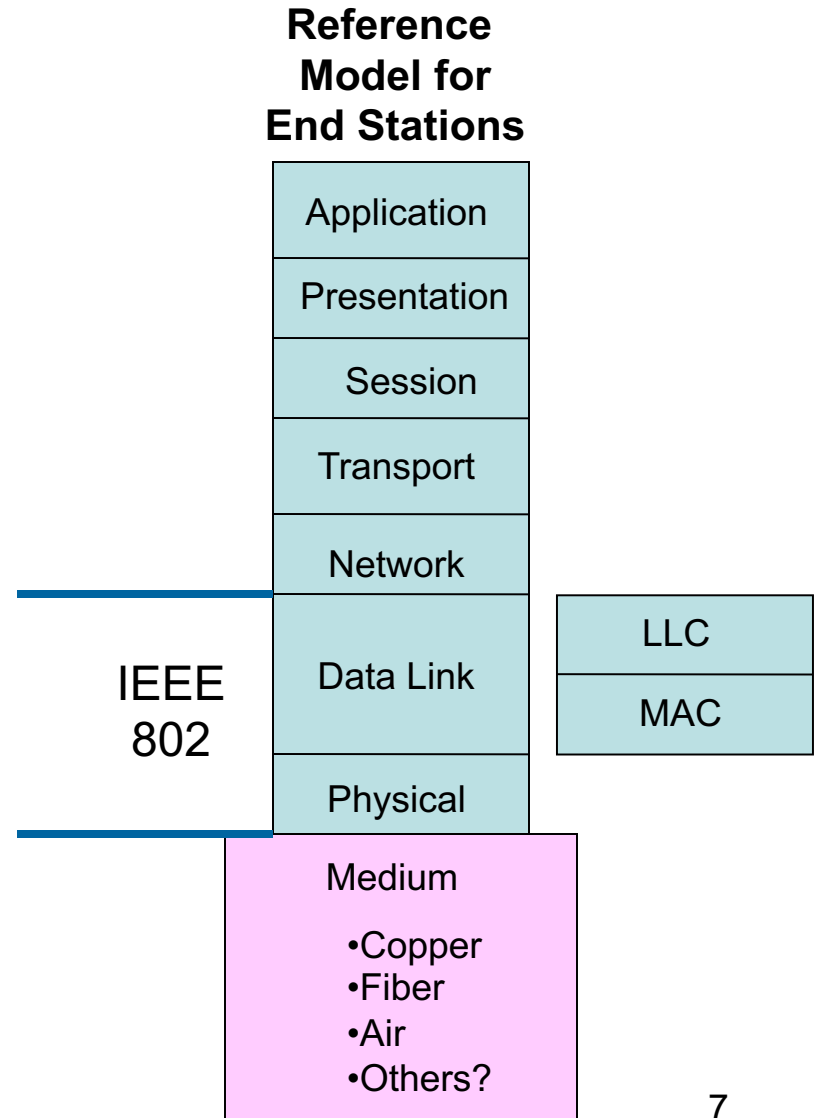 Reference
Model for
End Stations
Application
Presentation
Session
Transport
Network
IEEE
802
Data Link
LLC
MAC
Physical
Medium
•Copper
•Fiber
•Air
•Others?
7